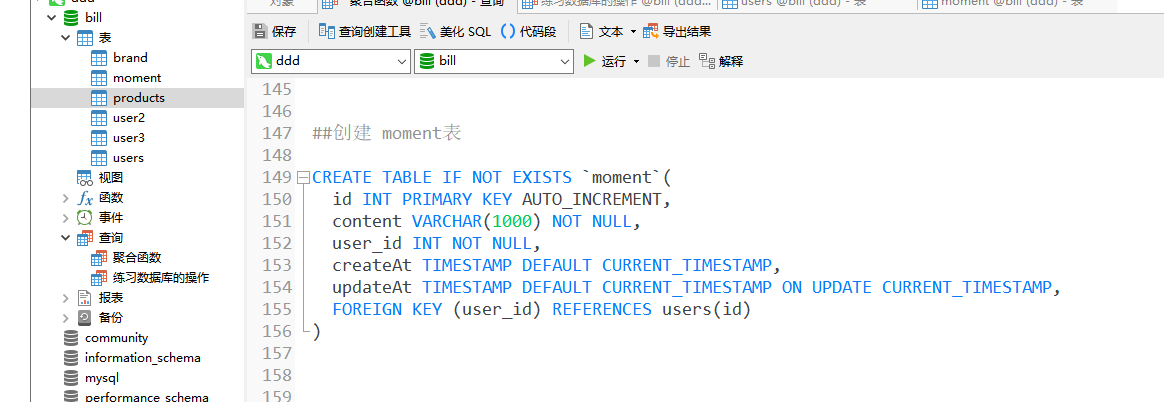 ddd
bill
表
brand
moment
products
user2
user3
users
视图
fx 函数
事件
查询
聚合函数
练习数据库的操作
报表
备份
community
information_schema
mysql
performance_schema
对象 聚合函数 @bill (ddd) - 查询 练习数据库的操作 @bill (ddd... users @bill (ddd) - 表 moment @bill (ddd) - 表
保存 查询创建工具 美化 SQL () 代码段 文本 导出结果
ddd bill 运行 停止 解释
145
146
147 ##创建 moment表
148
149 CREATE TABLE IF NOT EXISTS `moment`(
150 id INT PRIMARY KEY AUTO_INCREMENT,
151 content VARCHAR(1000) NOT NULL,
152 user_id INT NOT NULL,
153 createAt TIMESTAMP DEFAULT CURRENT_TIMESTAMP,
154 updateAt TIMESTAMP DEFAULT CURRENT_TIMESTAMP ON UPDATE CURRENT_TIMESTAMP,
155 FOREIGN KEY (user_id) REFERENCES users(id)
156 )
157
158
159